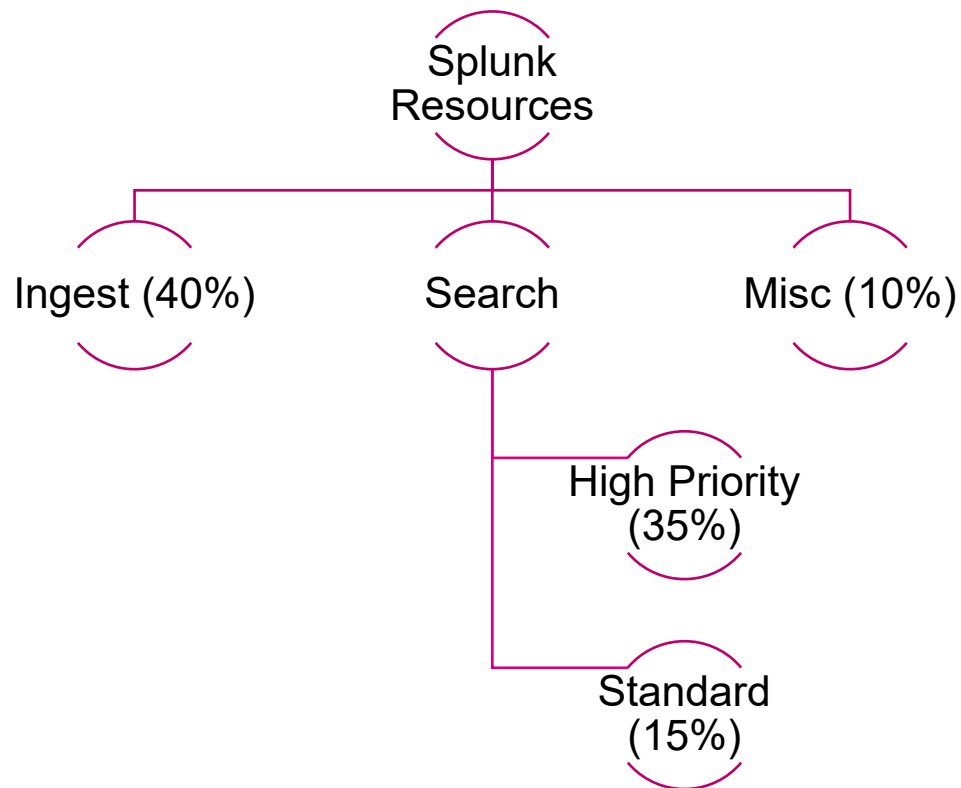 Splunk
Resources
Ingest (40%)
Search
Misc (10%)
High Priority
(35%)
Standard
(15%)